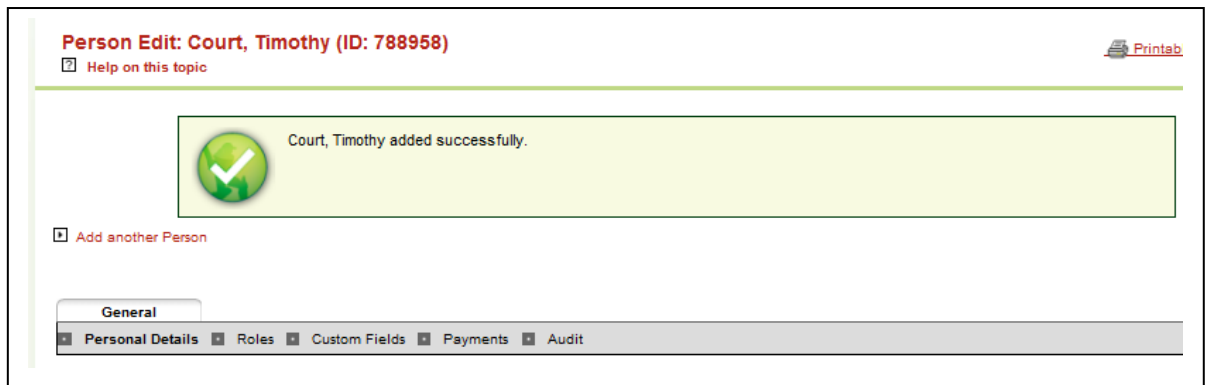 Person Edit: Court, Timothy (ID: 788958)
Printab
? Help on this topic
Court, Timothy added successfully.
Add another Person
General
Personal Details Roles Custom Fields Payments Audit